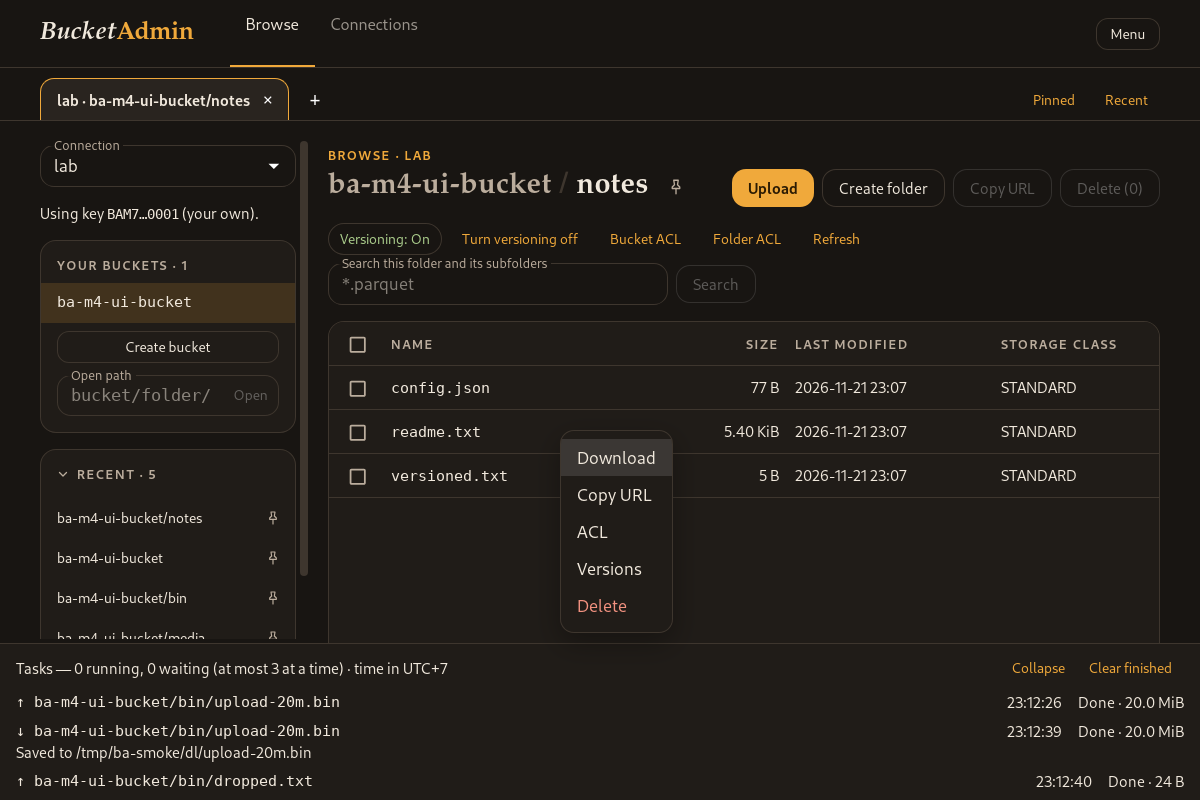 BucketAdmin Browse Connections Menu
lab · ba-m4-ui-bucket/notes × + Pinned Recent
Connection
lab
Using key BAM7…0001 (your own).
YOUR BUCKETS · 1
ba-m4-ui-bucket
Create bucket
Open path
bucket/folder/ Open
RECENT · 5
ba-m4-ui-bucket/notes
ba-m4-ui-bucket
ba-m4-ui-bucket/bin
ba-m4-ui-bucket/media
BROWSE · LAB
ba-m4-ui-bucket / notes
Upload Create folder Copy URL Delete (0)
Versioning: On Turn versioning off Bucket ACL Folder ACL Refresh
Search this folder and its subfolders
*.parquet Search
NAME SIZE LAST MODIFIED STORAGE CLASS
config.json 77 B 2026-11-21 23:07 STANDARD
readme.txt 5.40 KiB 2026-11-21 23:07 STANDARD
versioned.txt 5 B 2026-11-21 23:07 STANDARD
Download
Copy URL
ACL
Versions
Delete
Tasks — 0 running, 0 waiting (at most 3 at a time) · time in UTC+7 Collapse Clear finished
↑ ba-m4-ui-bucket/bin/upload-20m.bin 23:12:26 Done · 20.0 MiB
↓ ba-m4-ui-bucket/bin/upload-20m.bin 23:12:39 Done · 20.0 MiB
Saved to /tmp/ba-smoke/dl/upload-20m.bin
↑ ba-m4-ui-bucket/bin/dropped.txt 23:12:40 Done · 24 B